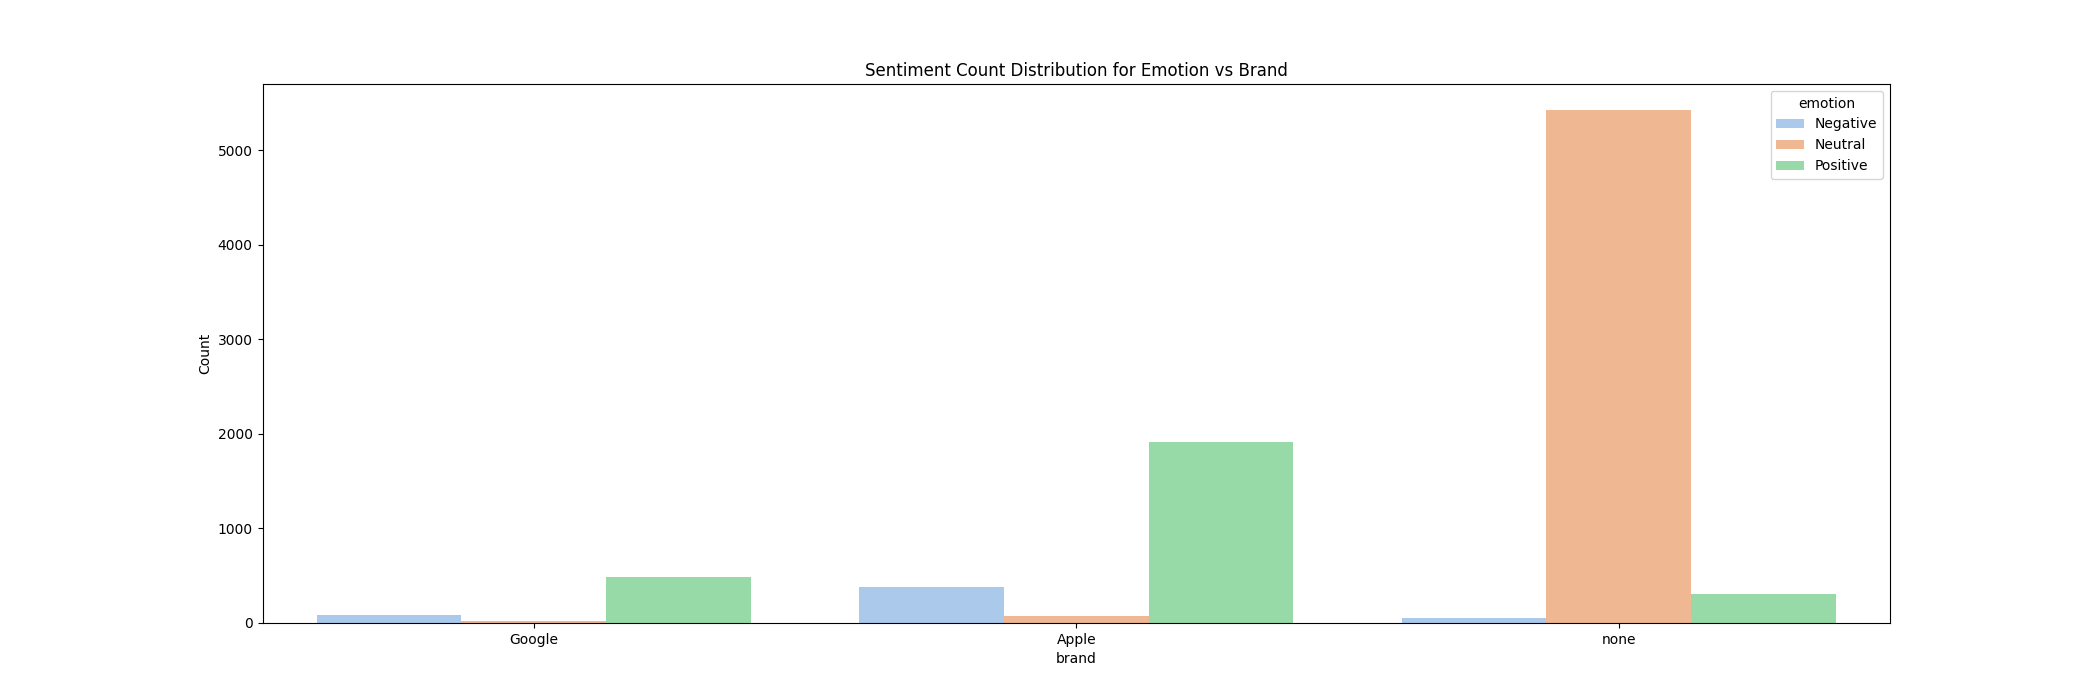 Sentiment Count Distribution for Emotion vs Brand
emotion
Negative
Neutral
Positive
5000
4000
3000
2000
1000
0
Count
Google
Apple
none
brand